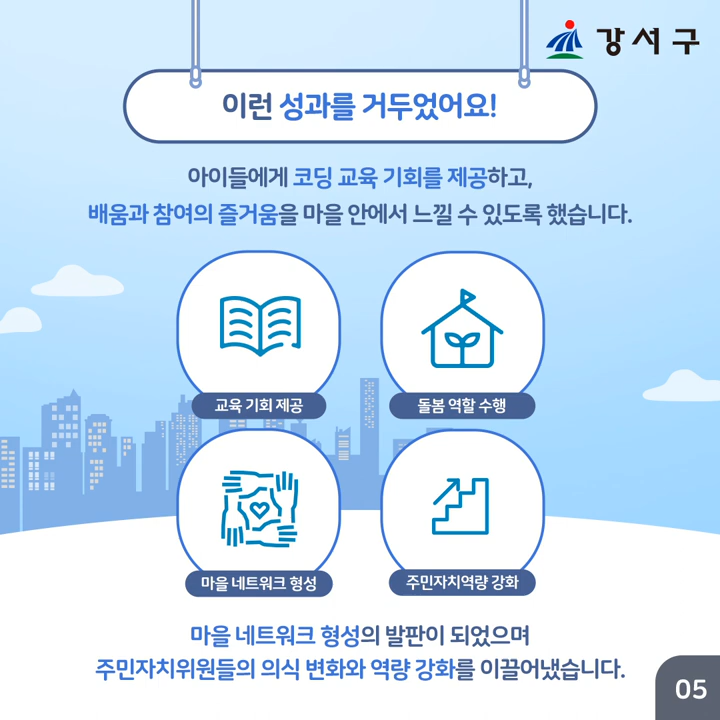 강서구
이런 성과를 거두었어요!
아이들에게 코딩 교육 기회를 제공하고,
배움과 참여의 즐거움을 마을 안에서 느낄 수 있도록 했습니다.
교육 기회 제공
돌봄 역할 수행
마을 네트워크 형성
주민자치역량 강화
마을 네트워크 형성의 발판이 되었으며
주민자치위원들의 의식 변화와 역량 강화를 이끌어냈습니다.
05